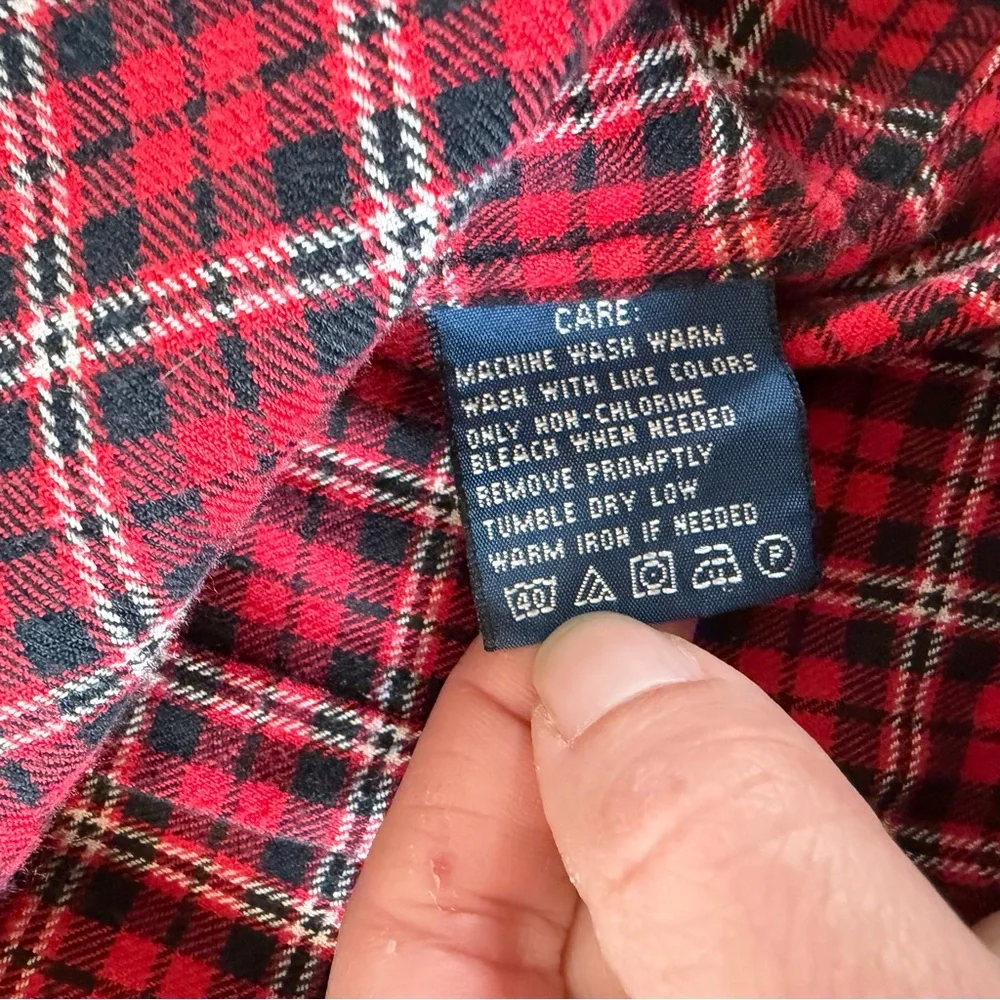 CARE:
MACHINE WASH WARM
WASH WITH LIKE COLORS
ONLY NON-CHLORINE
BLEACH WHEN NEEDED
REMOVE PROMPTLY
TUMBLE DRY LOW
WARM IRON IF NEEDED
40 P